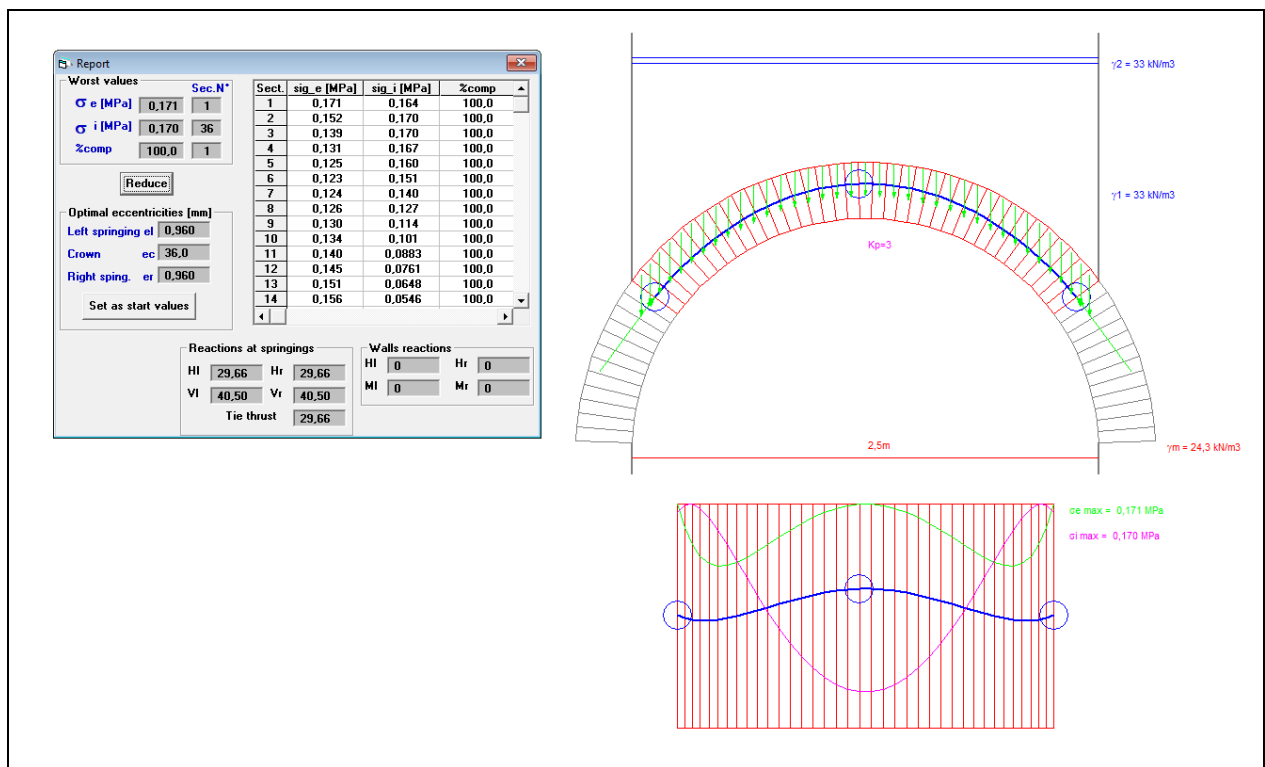 Report
Worst values
Sec.N°
σ e [MPa] 0,171 1
σ i [MPa] 0,170 36
%comp 100,0 1
Reduce
Optimal eccentricities [mm]
Left springing el 0,960
Crown ec 36,0
Right sping. er 0,960
Set as start values
Sect. sig_e [MPa] sig_i [MPa] %comp
1 0,171 0,164 100,0
2 0,152 0,170 100,0
3 0,139 0,170 100,0
4 0,131 0,167 100,0
5 0,125 0,160 100,0
6 0,123 0,151 100,0
7 0,124 0,140 100,0
8 0,126 0,127 100,0
9 0,130 0,114 100,0
10 0,134 0,101 100,0
11 0,140 0,0883 100,0
12 0,145 0,0761 100,0
13 0,151 0,0648 100,0
14 0,156 0,0546 100,0
Reactions at springings
Hl 29,66 Hr 29,66
Vl 40,50 Vr 40,50
Tie thrust 29,66
Walls reactions
Hl 0 Hr 0
Ml 0 Mr 0
γ2 = 33 kN/m3
γ1 = 33 kN/m3
Kp=3
2,5m
γm = 24,3 kN/m3
σe max = 0,171 MPa
σi max = 0,170 MPa